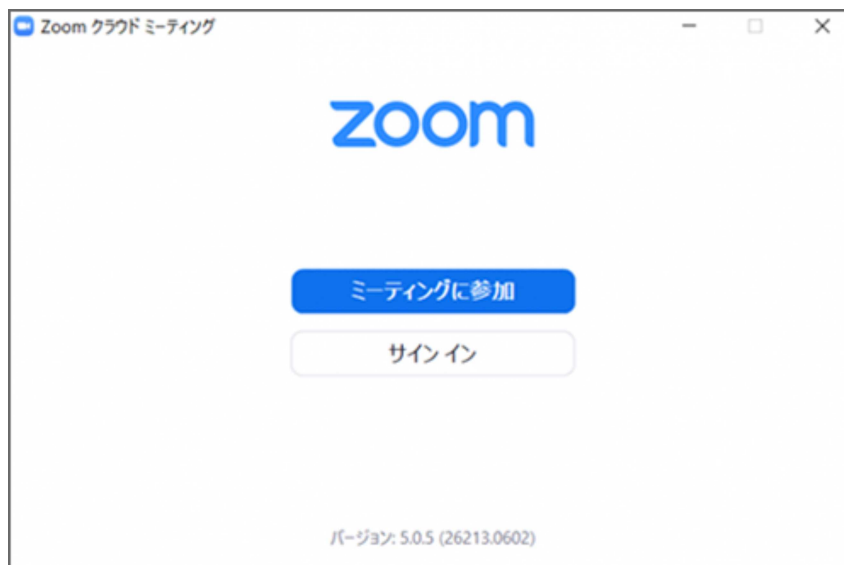 Zoom クラウド ミーティング
zoom
ミーティングに参加
サイン イン
バージョン: 5.0.5 (26213.0602)